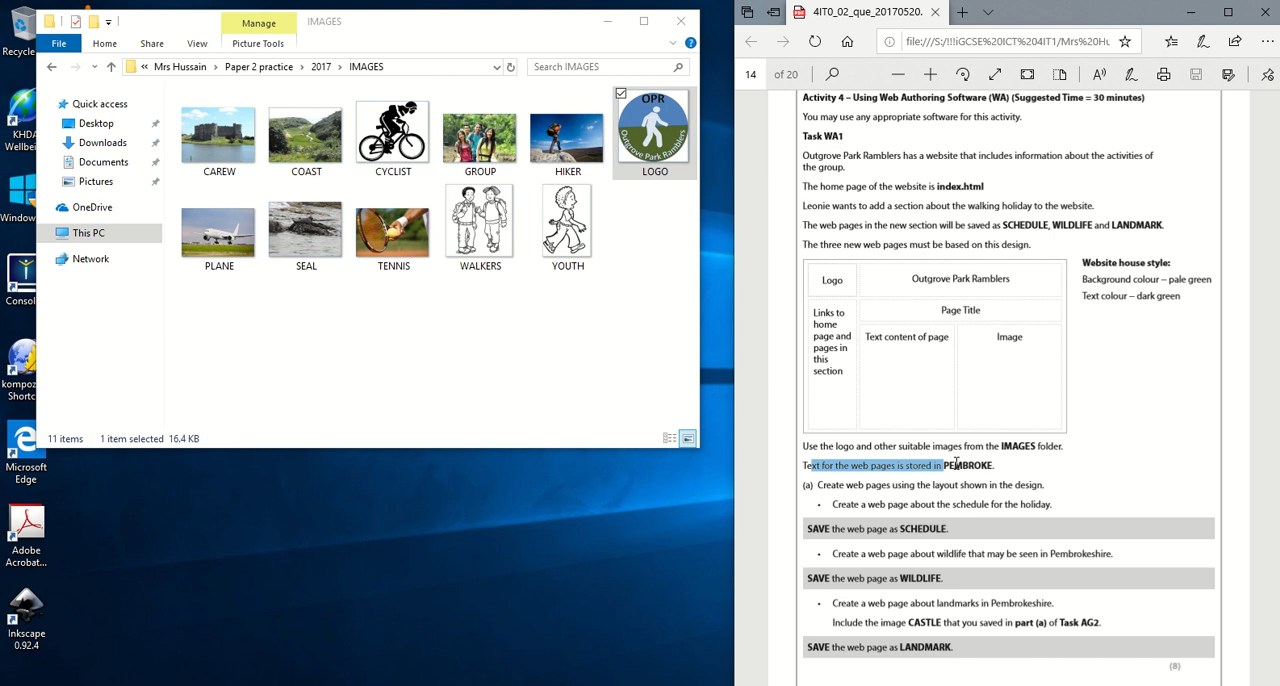 Manage
IMAGES
File
Home
Share
View
Picture Tools
Mrs Hussain
Paper 2 practice
2017
IMAGES
Search IMAGES
Quick access
Desktop
Downloads
Documents
Pictures
OneDrive
This PC
Network
OPR
Outgrove Park Ramblers
CAREW
COAST
CYCLIST
GROUP
HIKER
LOGO
PLANE
SEAL
TENNIS
WALKERS
YOUTH
11 items
1 item selected 16.4 KB
Recycle
KHDA
Wellbei
Window
Consol
kompoz
Shortc
Microsoft
Edge
Adobe
Acrobat...
Inkscape
0.92.4
4IT0_02_que_20170520.
file:///S:/!!!iGCSE%20ICT%204IT1/Mrs%20Hu
14 of 20
Activity 4 – Using Web Authoring Software (WA) (Suggested Time = 30 minutes)
You may use any appropriate software for this activity.
Task WA1
Outgrove Park Ramblers has a website that includes information about the activities of
the group.
The home page of the website is index.html
Leonie wants to add a section about the walking holiday to the website.
The web pages in the new section will be saved as SCHEDULE, WILDLIFE and LANDMARK.
The three new web pages must be based on this design.
Logo
Outgrove Park Ramblers
Links to
home
page and
pages in
this
section
Page Title
Text content of page
Image
Website house style:
Background colour – pale green
Text colour – dark green
Use the logo and other suitable images from the IMAGES folder.
Text for the web pages is stored in PEMBROKE.
(a) Create web pages using the layout shown in the design.
• Create a web page about the schedule for the holiday.
SAVE the web page as SCHEDULE.
• Create a web page about wildlife that may be seen in Pembrokeshire.
SAVE the web page as WILDLIFE.
• Create a web page about landmarks in Pembrokeshire.
Include the image CASTLE that you saved in part (a) of Task AG2.
SAVE the web page as LANDMARK.
(8)